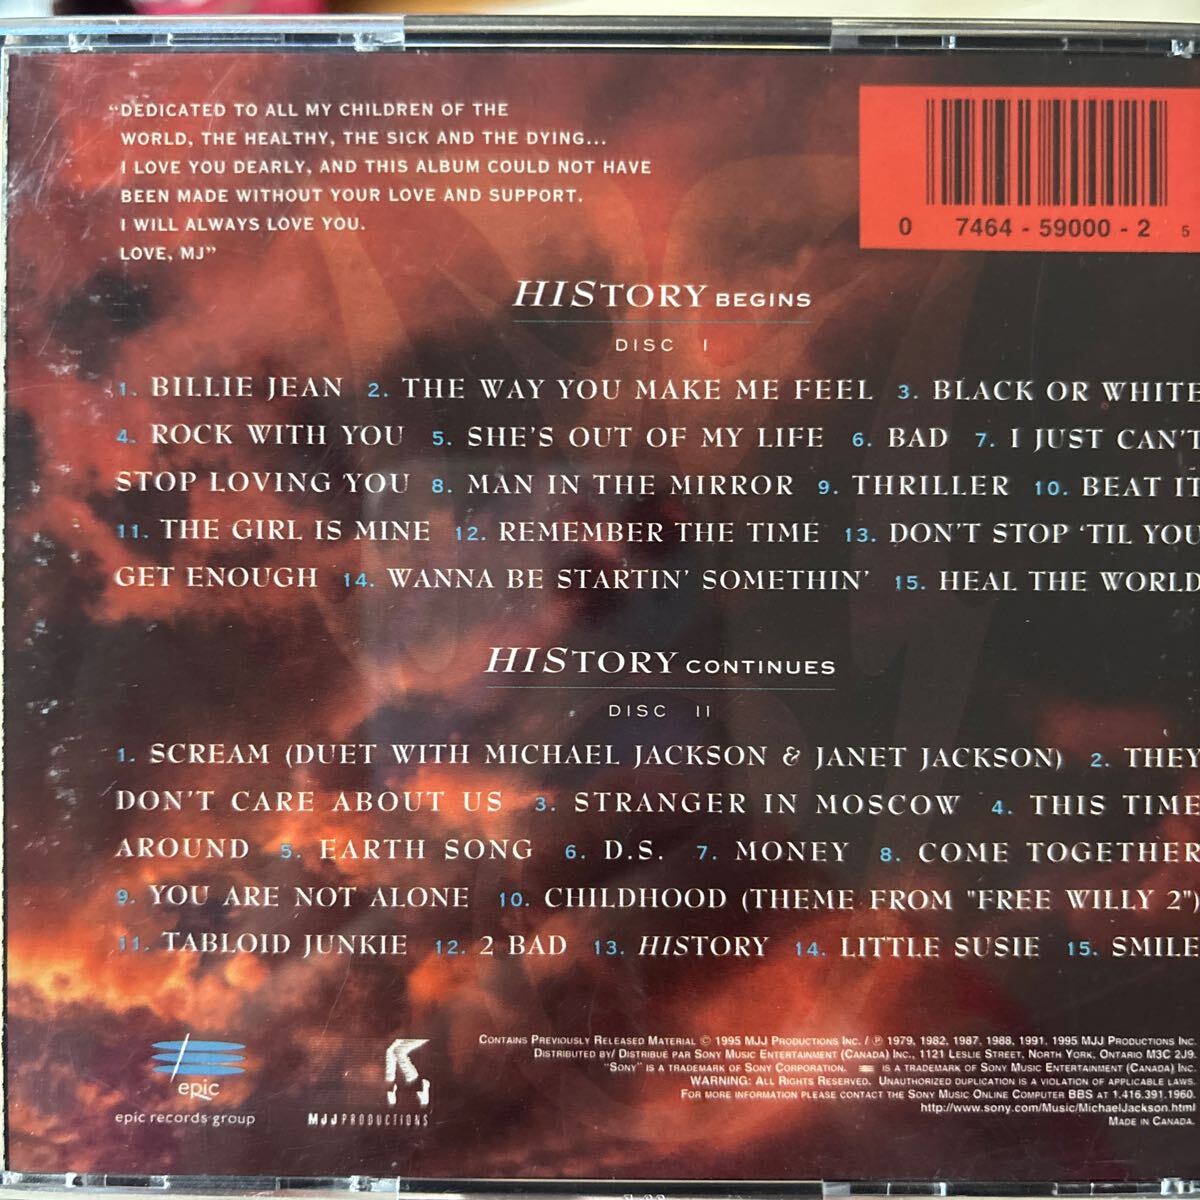 “DEDICATED TO ALL MY CHILDREN OF THE
WORLD, THE HEALTHY, THE SICK AND THE DYING...
I LOVE YOU DEARLY, AND THIS ALBUM COULD NOT HAVE
BEEN MADE WITHOUT YOUR LOVE AND SUPPORT.
I WILL ALWAYS LOVE YOU.
LOVE, MJ”
0 7464 - 59000 - 2 5
HISTORY BEGINS
DISC I
1. BILLIE JEAN 2. THE WAY YOU MAKE ME FEEL 3. BLACK OR WHITE
4. ROCK WITH YOU 5. SHE'S OUT OF MY LIFE 6. BAD 7. I JUST CAN'T
STOP LOVING YOU 8. MAN IN THE MIRROR 9. THRILLER 10. BEAT IT
11. THE GIRL IS MINE 12. REMEMBER THE TIME 13. DON'T STOP ‘TIL YOU
GET ENOUGH 14. WANNA BE STARTIN’ SOMETHIN’ 15. HEAL THE WORLD
HISTORY CONTINUES
DISC II
1. SCREAM (DUET WITH MICHAEL JACKSON & JANET JACKSON) 2. THEY
DON'T CARE ABOUT US 3. STRANGER IN MOSCOW 4. THIS TIME
AROUND 5. EARTH SONG 6. D.S. 7. MONEY 8. COME TOGETHER
9. YOU ARE NOT ALONE 10. CHILDHOOD (THEME FROM "FREE WILLY 2")
11. TABLOID JUNKIE 12. 2 BAD 13. HISTORY 14. LITTLE SUSIE 15. SMILE
epic
epic records group
MJJ PRODUCTIONS
CONTAINS PREVIOUSLY RELEASED MATERIAL © 1995 MJJ PRODUCTIONS INC. / ℗ 1979, 1982, 1987, 1988, 1991, 1995 MJJ PRODUCTIONS INC.
DISTRIBUTED BY/ DISTRIBUÉ PAR SONY MUSIC ENTERTAINMENT (CANADA) INC., 1121 LESLIE STREET, NORTH YORK, ONTARIO M3C 2J9.
"SONY" IS A TRADEMARK OF SONY CORPORATION. IS A TRADEMARK OF SONY MUSIC ENTERTAINMENT (CANADA) INC.
WARNING: ALL RIGHTS RESERVED. UNAUTHORIZED DUPLICATION IS A VIOLATION OF APPLICABLE LAWS.
FOR MORE INFORMATION PLEASE CONTACT THE SONY MUSIC ONLINE COMPUTER BBS AT 1.416.391.1960.
http://www.sony.com/Music/MichaelJackson.html
MADE IN CANADA.